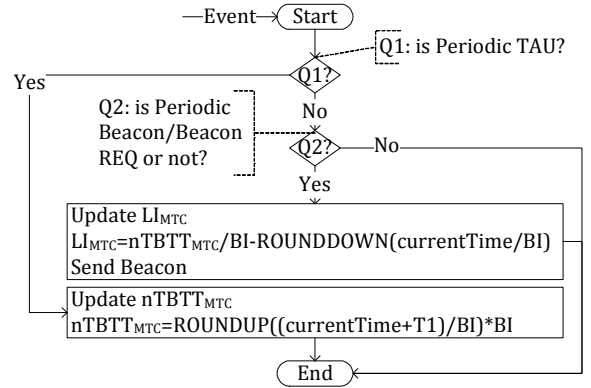 Event
Start
Q1: is Periodic TAU?
Yes
Q1?
Q2: is Periodic
Beacon/Beacon
REQ or not?
No
Q2?
No
Yes
Update LIMTC
LIMTC=nTBTTMTC/BI-ROUNDDOWN(currentTime/BI)
Send Beacon
Update nTBTTMTC
nTBTTMTC=ROUNDUP((currentTime+T1)/BI)*BI
End